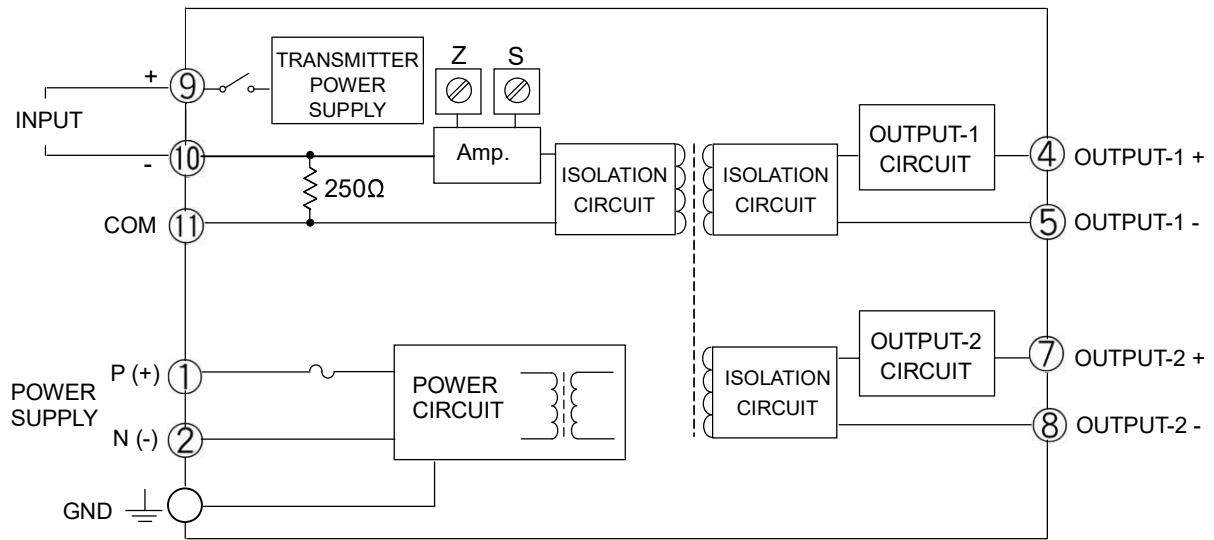 +
9
TRANSMITTER
POWER
SUPPLY
Z
S
INPUT
-
10
Amp.
250Ω
COM
11
ISOLATION
CIRCUIT
ISOLATION
CIRCUIT
OUTPUT-1
CIRCUIT
4
OUTPUT-1 +
5
OUTPUT-1 -
POWER
SUPPLY
P (+)
1
N (-)
2
GND
POWER
CIRCUIT
ISOLATION
CIRCUIT
OUTPUT-2
CIRCUIT
7
OUTPUT-2 +
8
OUTPUT-2 -